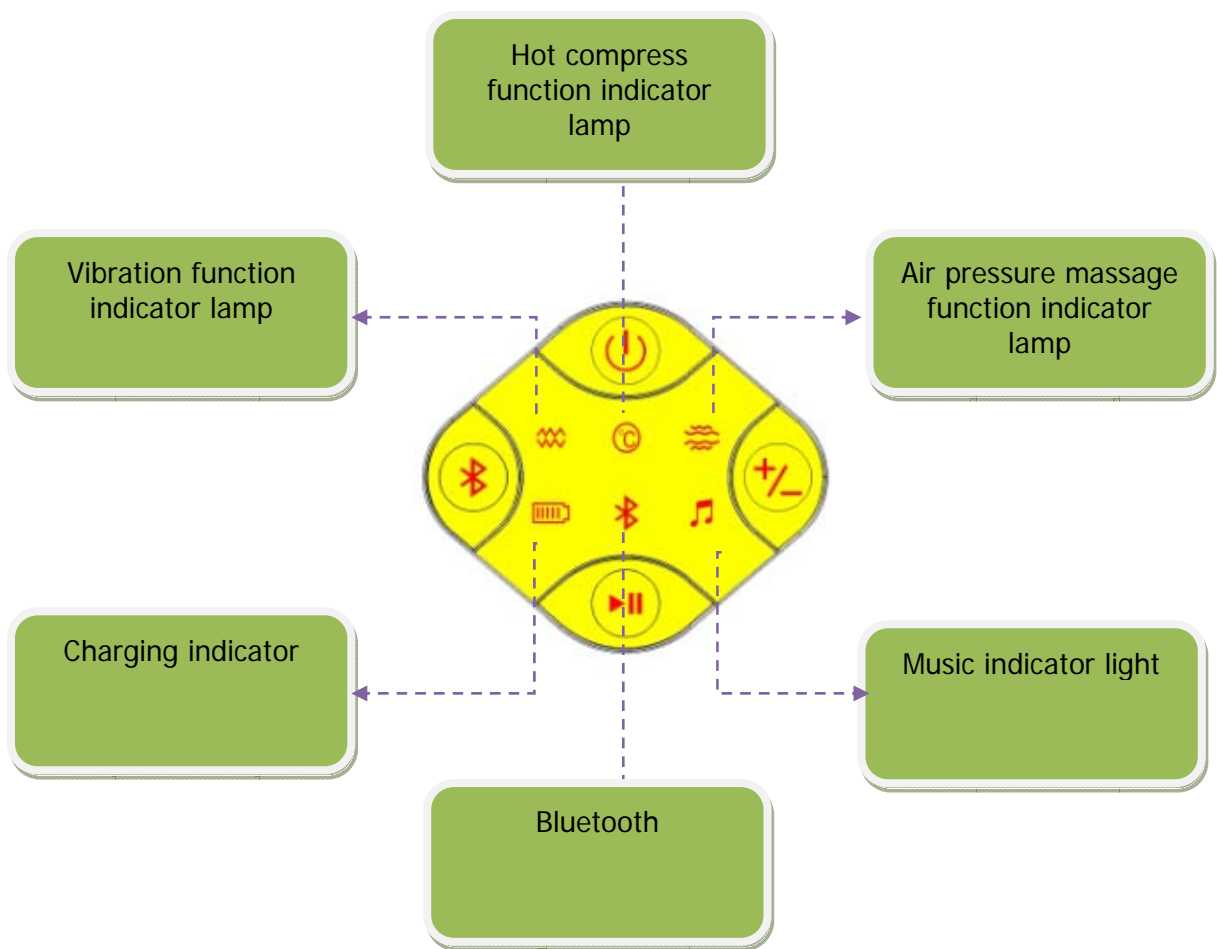 Hot compress
function indicator
lamp
Vibration function
indicator lamp
Air pressure massage
function indicator
lamp
℃
+/-
Charging indicator
Music indicator light
Bluetooth